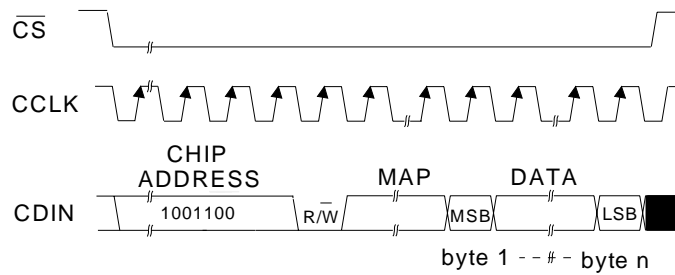 CS
CCLK
CHIP
ADDRESS
MAP
DATA
CDIN
1001100
R/W
MSB
LSB
byte 1
byte n